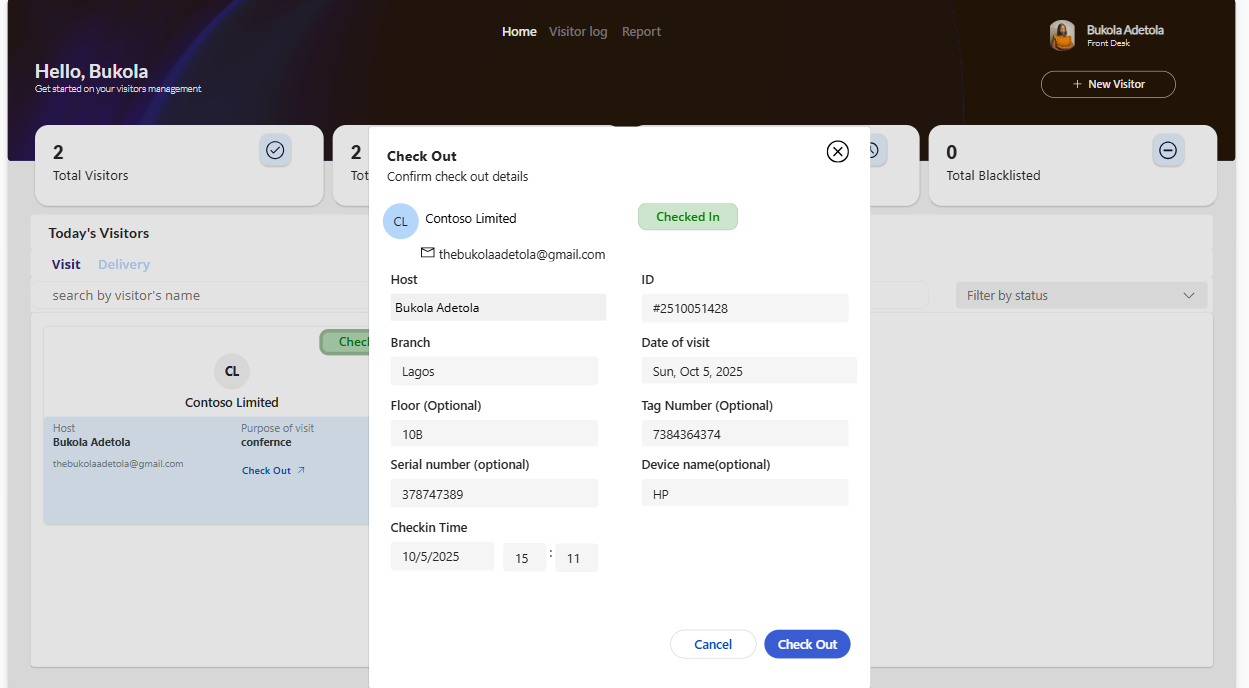 Home Visitor log Report
Bukola Adetola
Front Desk
Hello, Bukola
Get started on your visitors management
+ New Visitor
2
Total Visitors
2
Tot
0
Total Blacklisted
Today's Visitors
Visit Delivery
search by visitor's name
Filter by status
Check
CL
Contoso Limited
Host
Bukola Adetola
thebukolaadetola@gmail.com
Purpose of visit
confernce
Check Out
Check Out
Confirm check out details
CL
Contoso Limited
Checked In
thebukolaadetola@gmail.com
Host
Bukola Adetola
ID
#2510051428
Branch
Lagos
Date of visit
Sun, Oct 5, 2025
Floor (Optional)
10B
Tag Number (Optional)
7384364374
Serial number (optional)
378747389
Device name(optional)
HP
Checkin Time
10/5/2025 15 : 11
Cancel Check Out